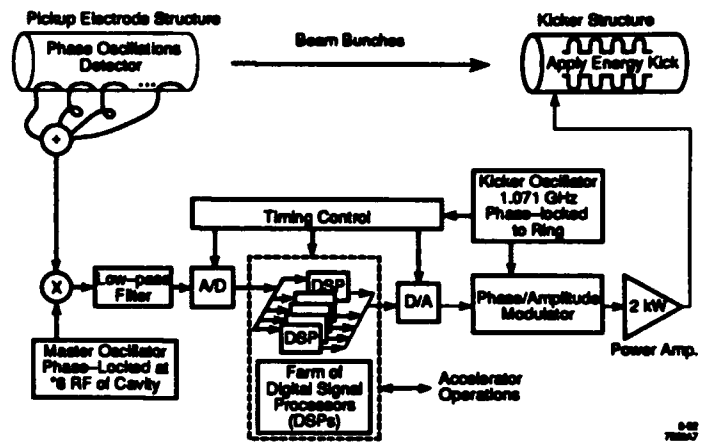 Pickup Electrode Structure
Kicker Structure
Phase Oscillations
Detector
Beam Bunches
Apply Energy Kick
+
Kicker Oscillator
1.071 GHz
Phase-locked
to Ring
Timing Control
X
Low-pass
Filter
A/D
DSP
DSP
D/A
Phase/Amplitude
Modulator
2 kW
Power Amp.
Master Oscillator
Phase-Locked at
*6 RF of Cavity
Farm of
Digital Signal
Processors
(DSPs)
Accelerator
Operations